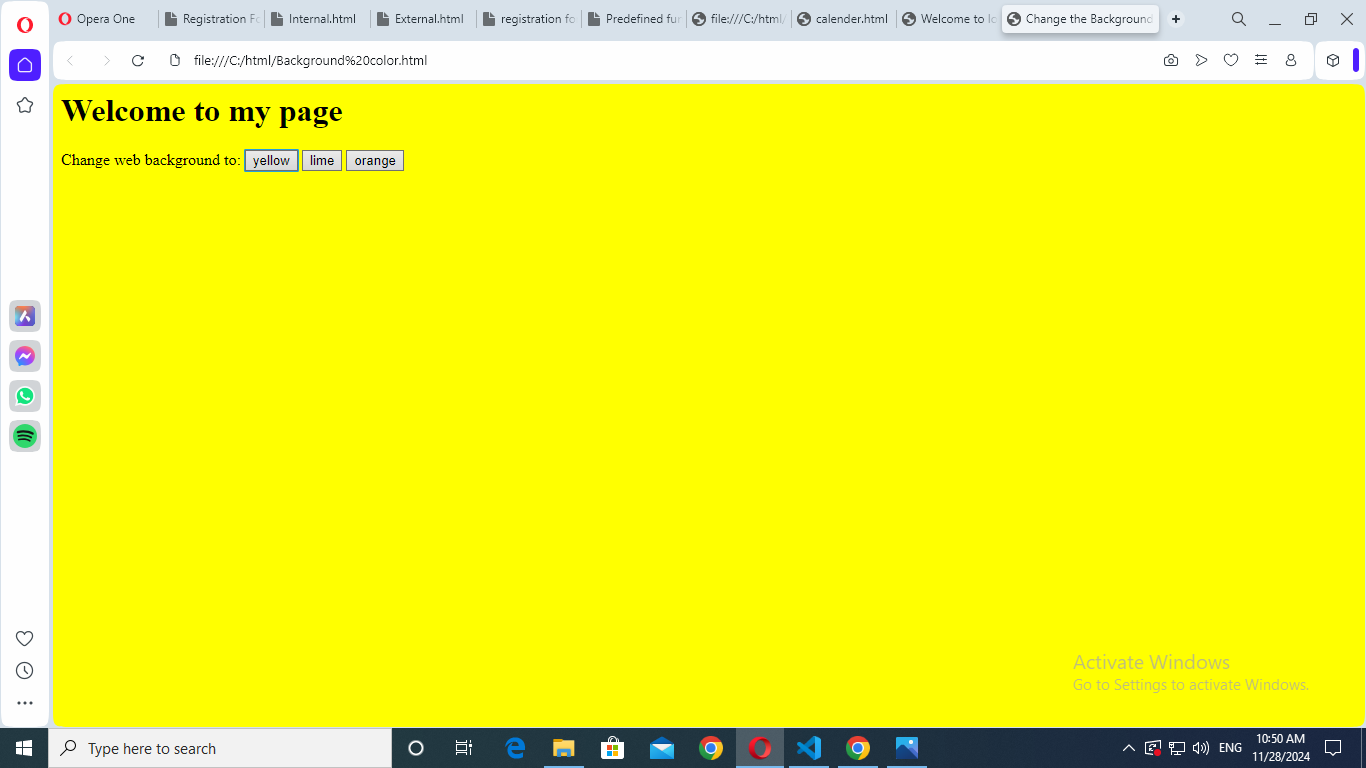 Opera One
Registration Fo
Internal.html
External.html
registration fo
Predefined fun
file:///C:/html/
calender.html
Welcome to
Change the Background
file:///C:/html/Background%20color.html
Welcome to my page
Change web background to: yellow lime orange
Activate Windows
Go to Settings to activate Windows.
Type here to search
ENG
10:50 AM
11/28/2024